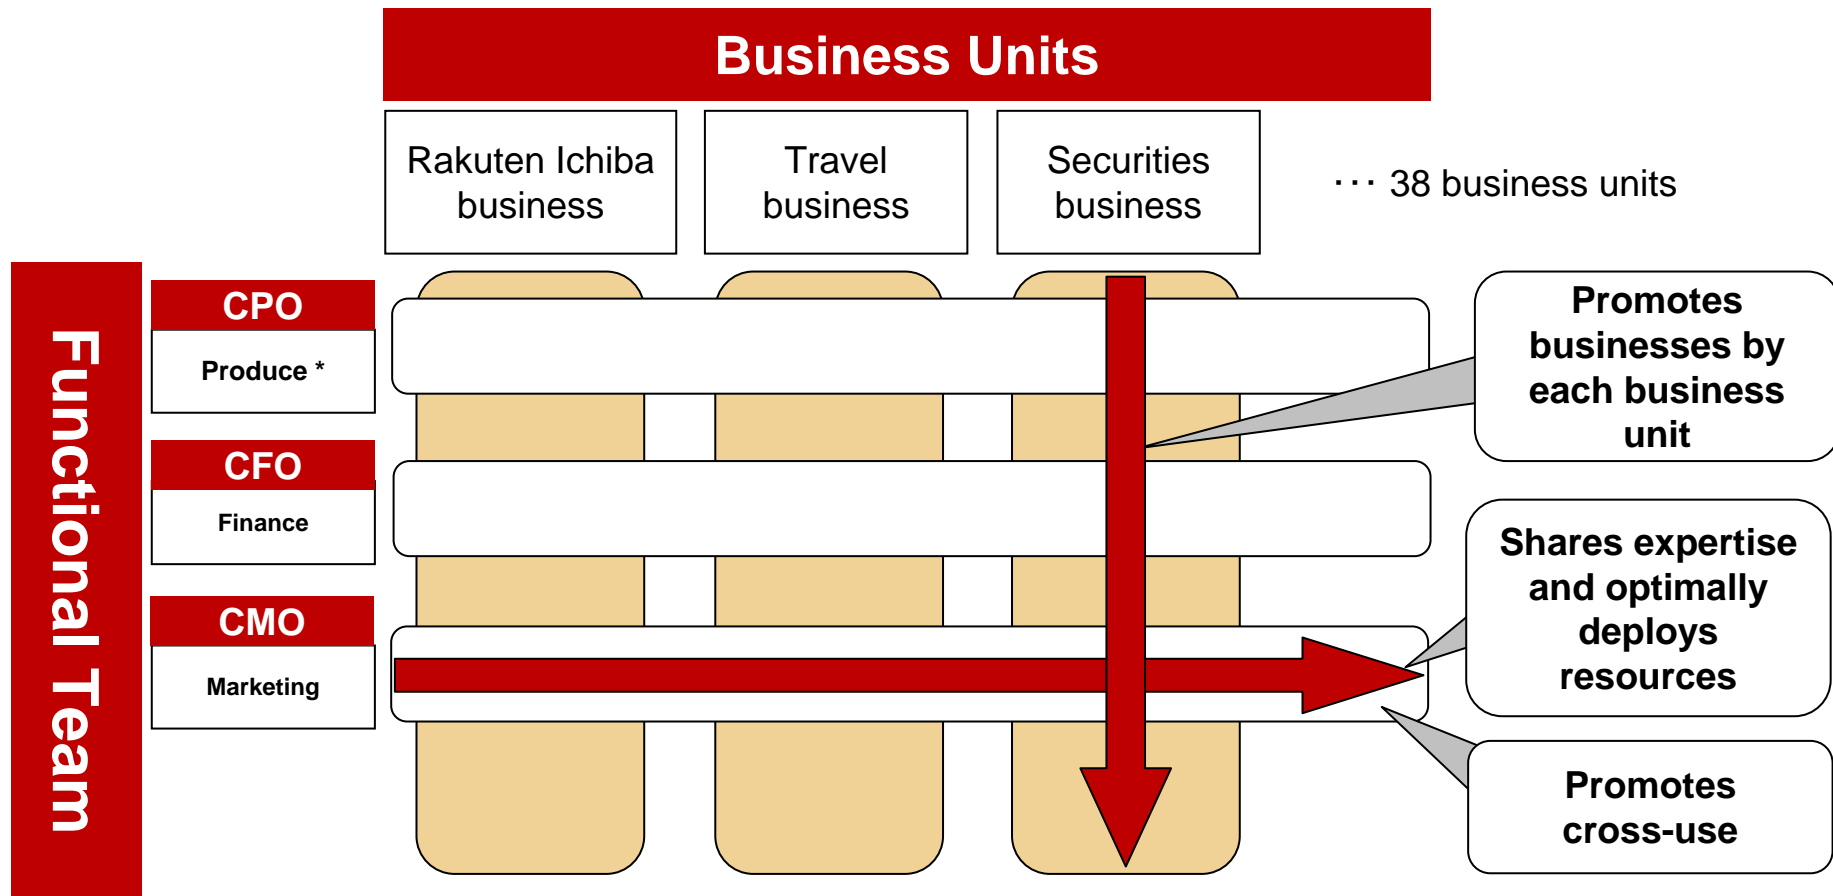 Business Units
Rakuten Ichiba
business
Travel
business
Securities
business
··· 38 business units
Functional Team
CPO
Produce *
CFO
Finance
CMO
Marketing
Promotes
businesses by
each business
unit
Shares expertise
and optimally
deploys
resources
Promotes
cross-use